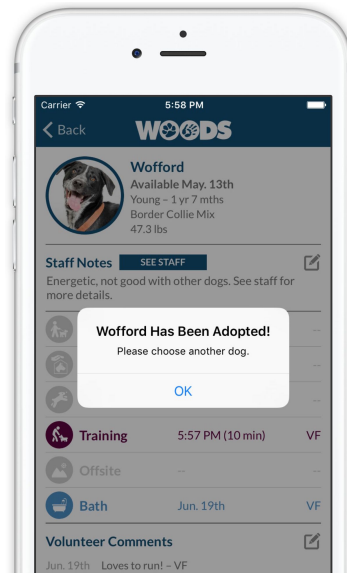 Carrier 5:58 PM
Back WOODS
Wofford
Available May. 13th
Young – 1 yr 7 mths
Border Collie Mix
47.3 lbs
Staff Notes SEE STAFF
Energetic, not good with other dogs. See staff for
more details.
Wofford Has Been Adopted!
Please choose another dog.
OK
--
--
--
Training 5:57 PM (10 min) VF
Offsite -- --
Bath Jun. 19th VF
Volunteer Comments
Jun. 19th Loves to run! – VF